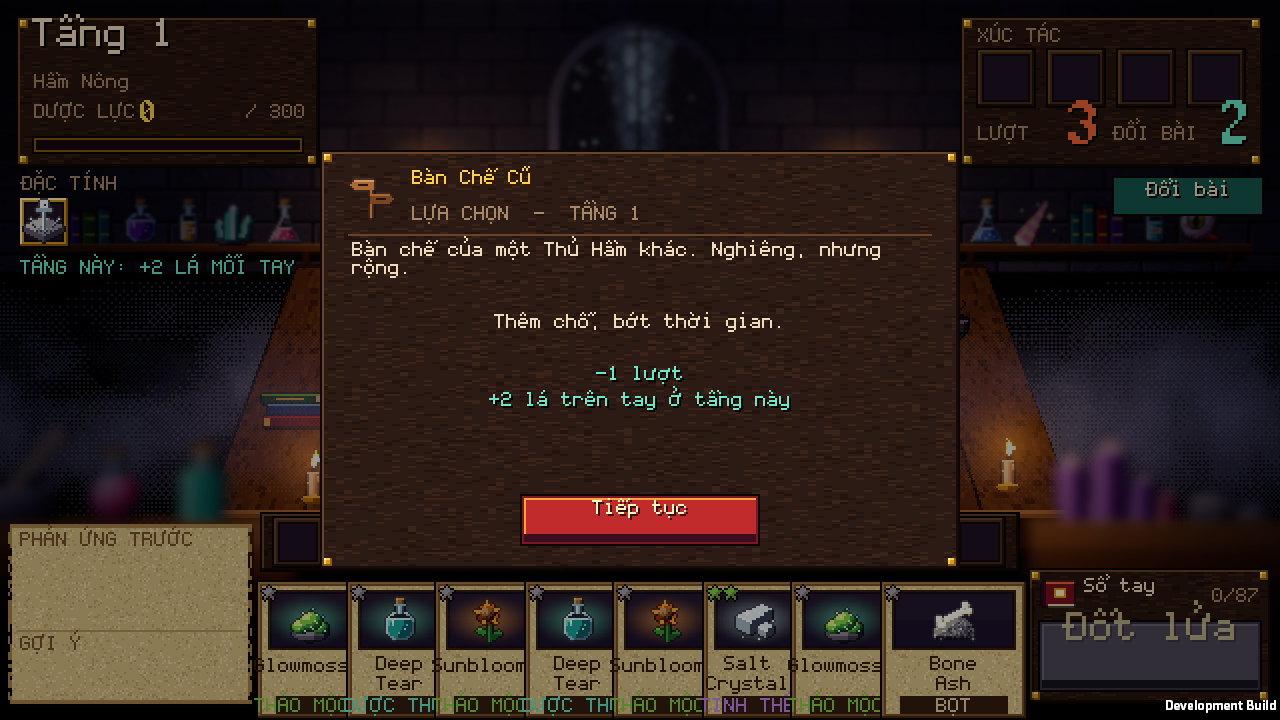 Tầng 1
Hầm Nông
DƯỢC LỰC 0 / 300
ĐẶC TÍNH
TẦNG NÀY: +2 LÁ MỖI TAY
XÚC TÁC
LƯỢT 3 ĐỔI BÀI 2
Đổi bài
Bàn Chế Cũ
LỰA CHỌN – TẦNG 1
Bàn chế của một Thủ Hầm khác. Nghiêng, nhưng
rộng.
Thêm chỗ, bớt thời gian.
-1 lượt
+2 lá trên tay ở tầng này
Tiếp tục
PHẢN ỨNG TRƯỚC
GỢI Ý
Glowmoss
Deep
Tear
Sunbloom
Deep
Tear
Sunbloom
Salt
Crystal
Glowmoss
Bone
Ash
BỘT
Sổ tay
0/87
Đốt lửa
Development Build